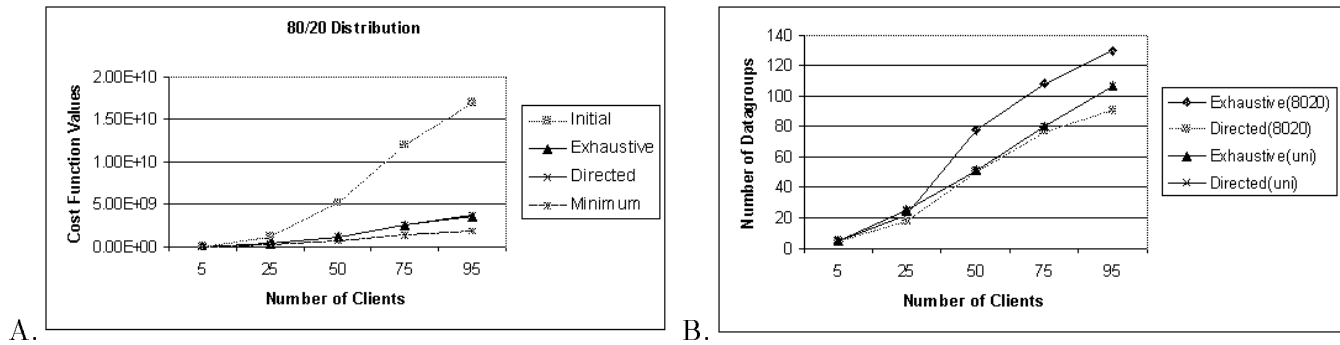 80/20 Distribution
Cost Function Values
2.00E+10
1.50E+10
1.00E+10
5.00E+09
0.00E+00
5 25 50 75 95
Number of Clients
Initial
Exhaustive
Directed
Minimum
A.
Number of Datagroups
140
120
100
80
60
40
20
0
5 25 50 75 95
Number of Clients
Exhaustive(8020)
Directed(8020)
Exhaustive(uni)
Directed(uni)
B.